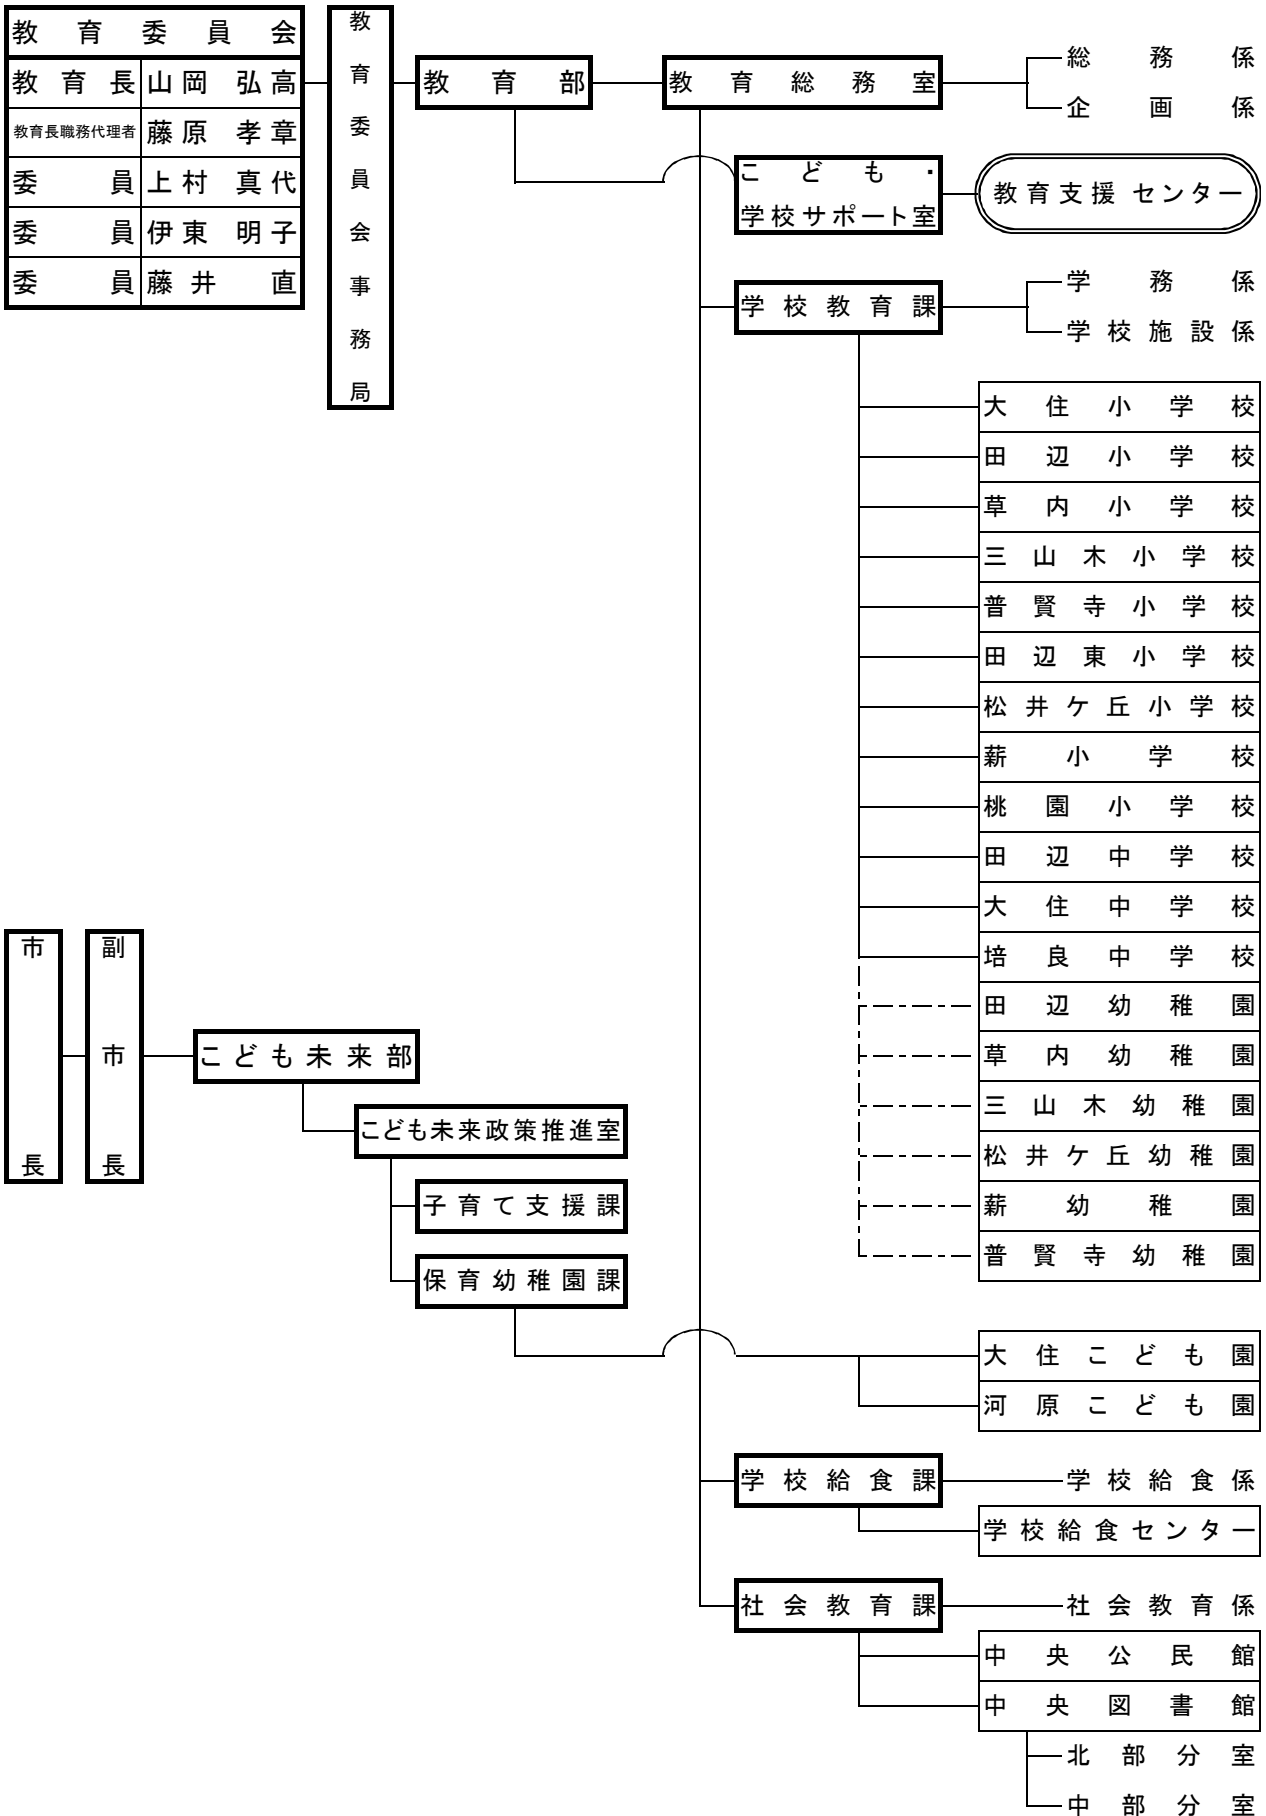 教育委員会
教育長 山岡 弘高
教育長職務代理者 藤原 孝章
委員 上村 真代
委員 伊東 明子
委員 藤井 直
教育委員会事務局
教育部
教育総務室
総務係
企画係
こども・
学校サポート室
教育支援センター
学校教育課
学務係
学校施設係
大住小学校
田辺小学校
草内小学校
三山木小学校
普賢寺小学校
田辺東小学校
松井ケ丘小学校
薪小学校
桃園小学校
田辺中学校
大住中学校
培良中学校
田辺幼稚園
草内幼稚園
三山木幼稚園
松井ケ丘幼稚園
薪幼稚園
普賢寺幼稚園
市長
副市長
こども未来部
こども未来政策推進室
子育て支援課
保育幼稚園課
大住こども園
河原こども園
学校給食課
学校給食係
学校給食センター
社会教育課
社会教育係
中央公民館
中央図書館
北部分室
中部分室